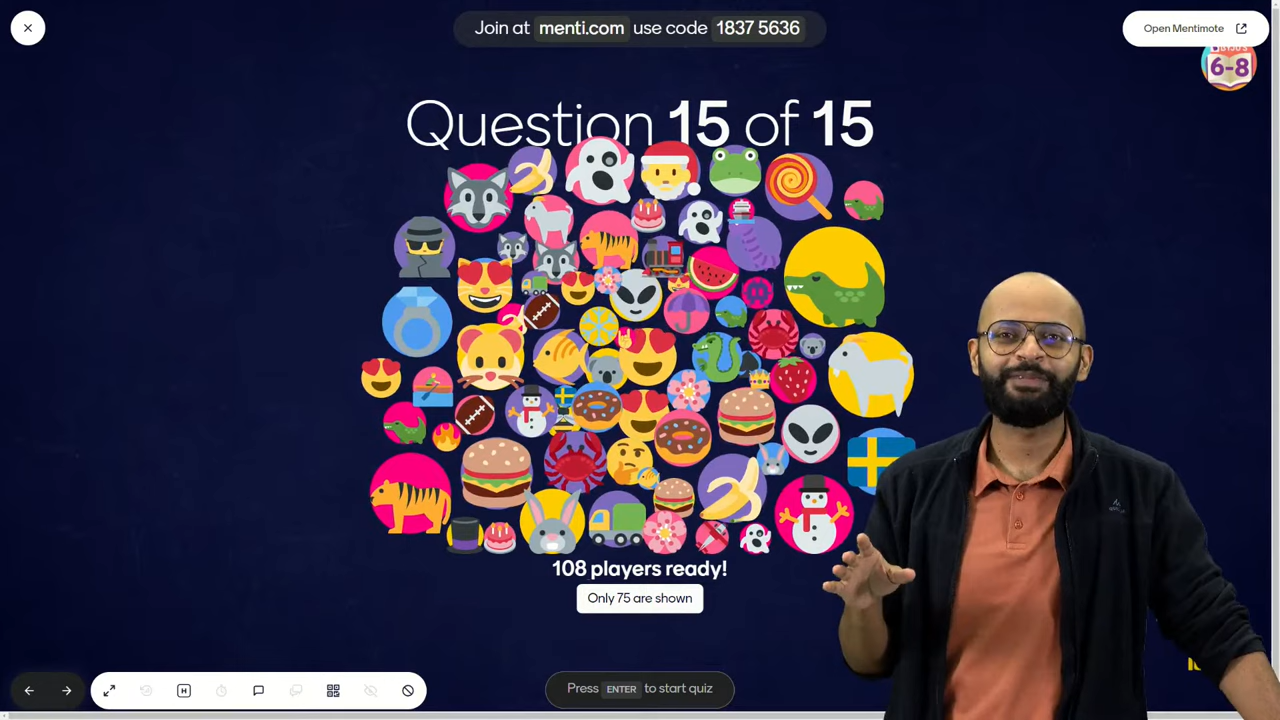 Join at menti.com use code 1837 5636
Open Mentimote
BYJU'S
6-8
Question 15 of 15
108 players ready!
Only 75 are shown
H
Press ENTER to start quiz